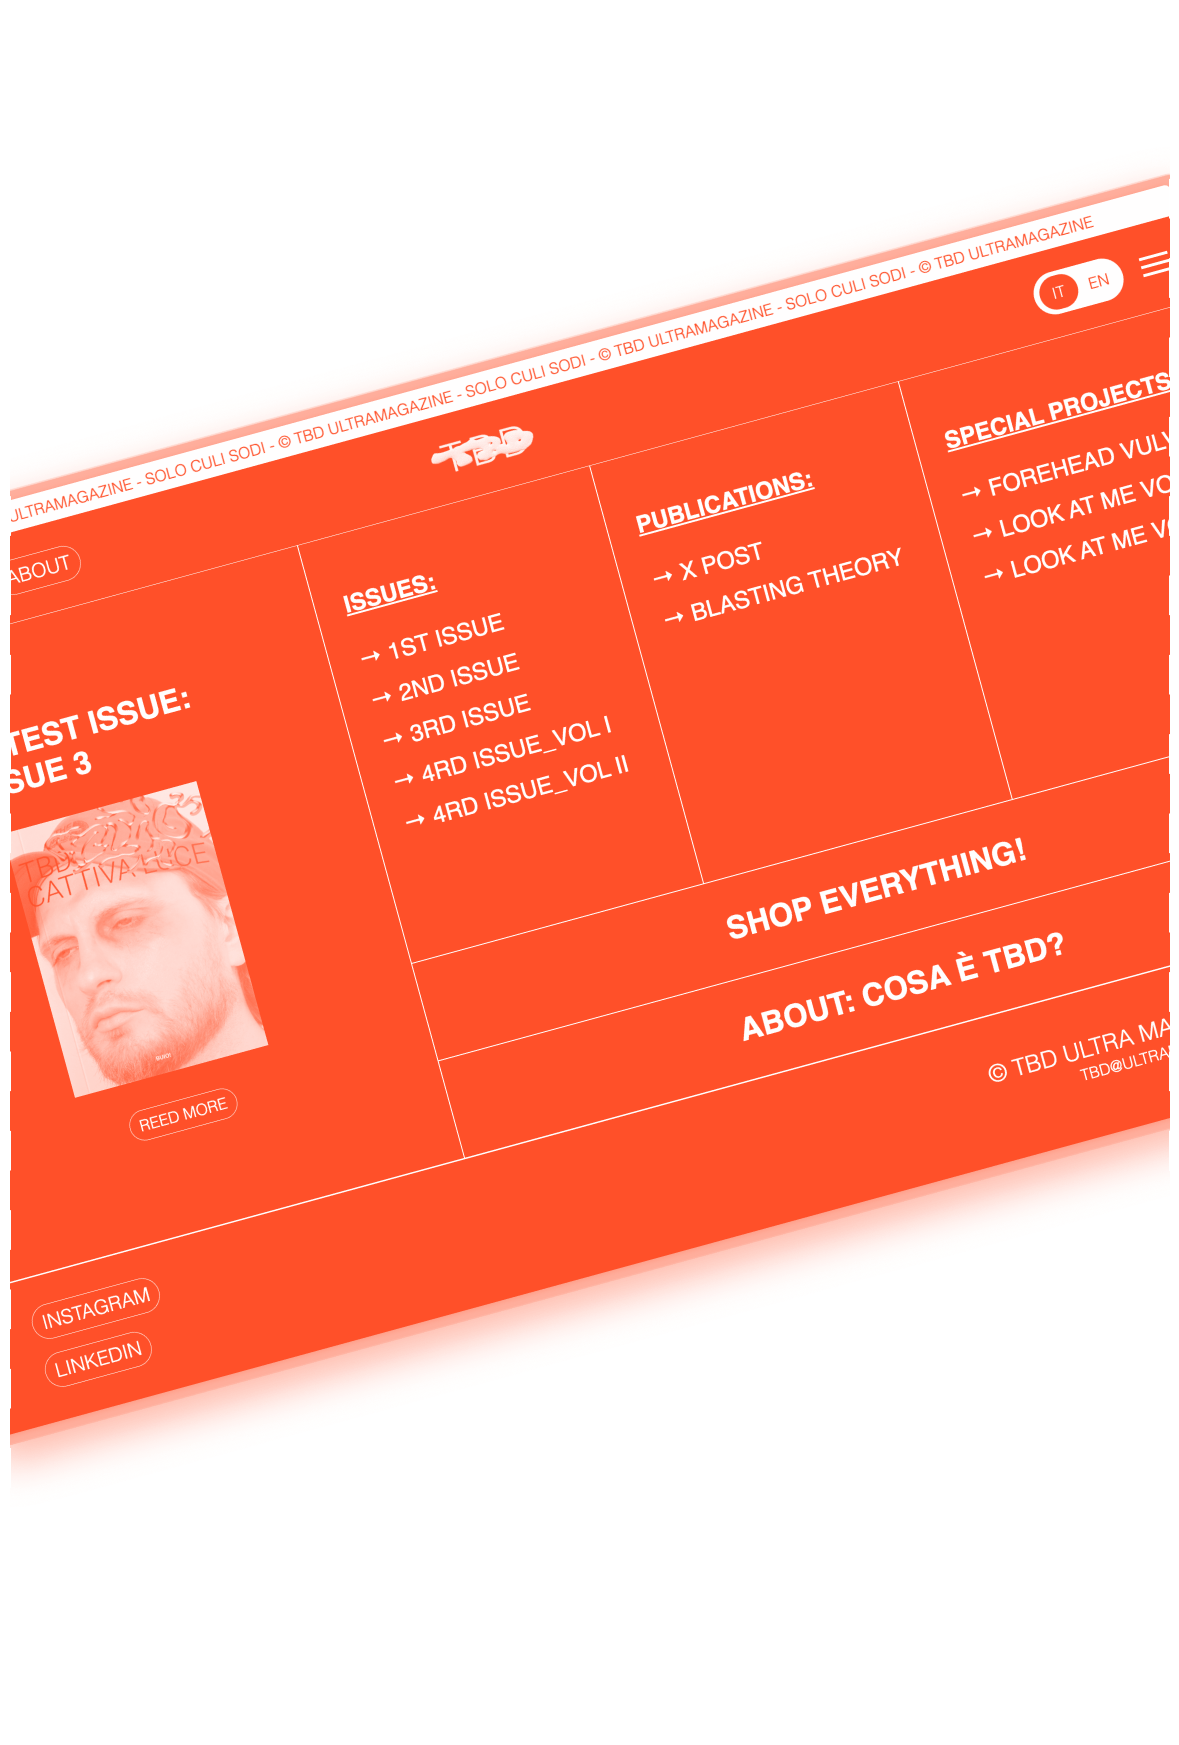 ULTRAMAGAZINE - SOLO CULI SODI - © TBD ULTRAMAGAZINE - SOLO CULI SODI - © TBD ULTRAMAGAZINE - SOLO CULI SODI - © TBD ULTRAMAGAZINE
IT EN
TBD
ABOUT
TEST ISSUE:
SUE 3
TBD
CATTIVA LUCE
REED MORE
ISSUES:
→ 1ST ISSUE
→ 2ND ISSUE
→ 3RD ISSUE
→ 4RD ISSUE_VOL I
→ 4RD ISSUE_VOL II
PUBLICATIONS:
→ X POST
→ BLASTING THEORY
SPECIAL PROJECTS
→ FOREHEAD VULV
→ LOOK AT ME VO
→ LOOK AT ME VO
SHOP EVERYTHING!
ABOUT: COSA È TBD?
© TBD ULTRA MA
TBD@ULTRA
INSTAGRAM
LINKEDIN